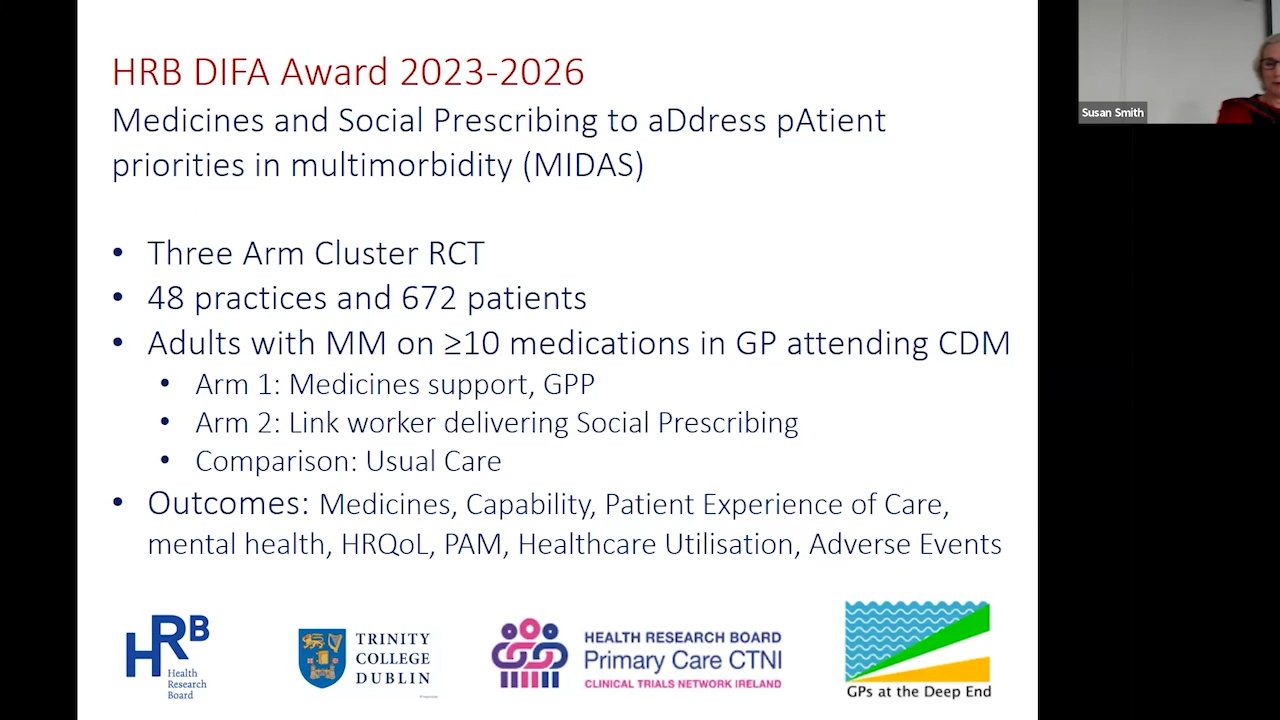 HRB DIFA Award 2023-2026
Medicines and Social Prescribing to aDdress pAtient
priorities in multimorbidity (MIDAS)
• Three Arm Cluster RCT
• 48 practices and 672 patients
• Adults with MM on ≥10 medications in GP attending CDM
• Arm 1: Medicines support, GPP
• Arm 2: Link worker delivering Social Prescribing
• Comparison: Usual Care
• Outcomes: Medicines, Capability, Patient Experience of Care,
mental health, HRQoL, PAM, Healthcare Utilisation, Adverse Events
HRB
Health
Research
Board
TRINITY
COLLEGE
DUBLIN
HEALTH RESEARCH BOARD
Primary Care CTNI
CLINICAL TRIALS NETWORK IRELAND
GPs at the Deep End
Susan Smith